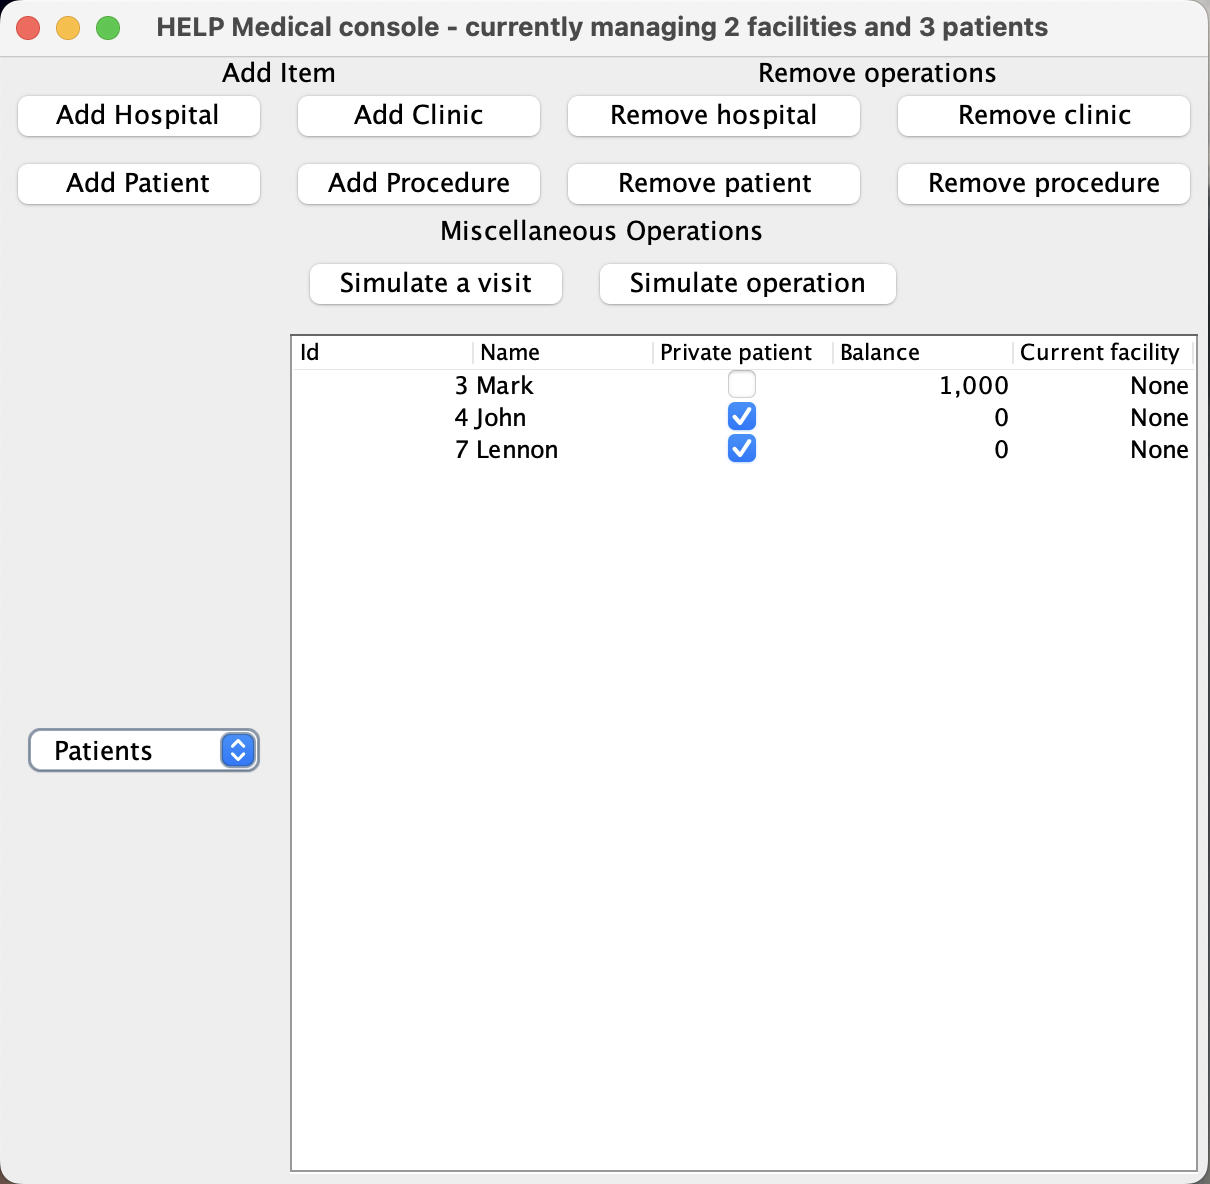 HELP Medical console - currently managing 2 facilities and 3 patients
Add Item Remove operations
Add Hospital Add Clinic Remove hospital Remove clinic
Add Patient Add Procedure Remove patient Remove procedure
Miscellaneous Operations
Simulate a visit Simulate operation
Id Name Private patient Balance Current facility
3 Mark 1,000 None
4 John 0 None
7 Lennon 0 None
Patients